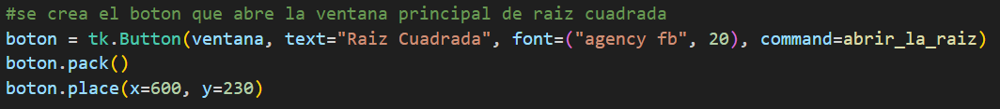 #se crea el boton que abre la ventana principal de raiz cuadrada
boton = tk.Button(ventana, text="Raiz Cuadrada", font=("agency fb", 20), command=abrir_la_raiz)
boton.pack()
boton.place(x=600, y=230)